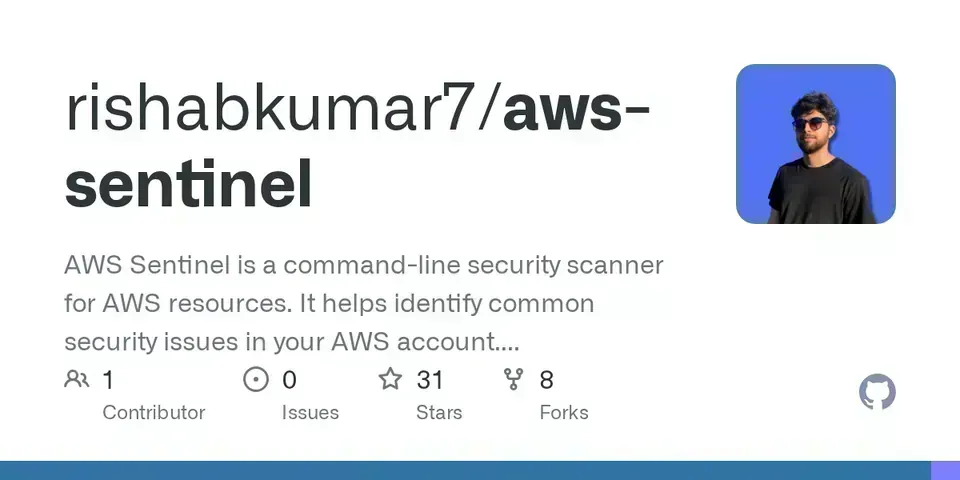 rishabkumar7/aws-
sentinel
AWS Sentinel is a command-line security scanner
for AWS resources. It helps identify common
security issues in your AWS account....
1 0 31 8
Contributor Issues Stars Forks